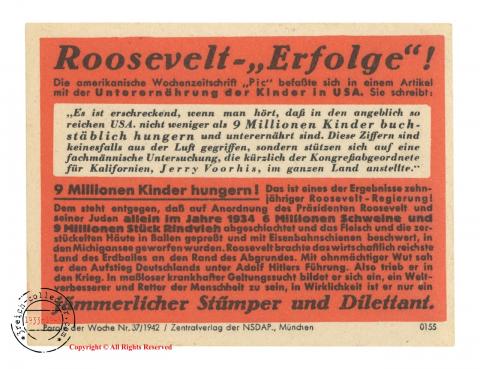 Roosevelt-„Erfolge“!
Die amerikanische Wochenzeitschrift „Pic“ befaßte sich in einem Artikel
mit der Unterernährung der Kinder in USA. Sie schreibt:
„Es ist erschreckend, wenn man hört, daß in den angeblich so
reichen USA. nicht weniger als 9 Millionen Kinder buch-
stäblich hungern und unternährt sind. Diese Ziffern sind
keinesfalls aus der Luft gegriffen, sondern stützen sich auf eine
fachmännische Untersuchung, die kürzlich der Kongreßabgeordnete
für Kalifornien, Jerry Voorhis, im ganzen Land anstellte.“
9 Millionen Kinder hungern! Das ist eines der Ergebnisse zehn-
jähriger Roosevelt-Regierung!
Dem steht entgegen, daß auf Anordnung des Präsidenten Roosevelt und
seiner Juden allein im Jahre 1934 6 Millionen Schweine und
9 Millionen Stück Rindvieh abgeschlachtet und das Fleisch und die zer-
stückelten Häute in Ballen gepreßt und mit Eisenbahnschienen beschwert, in
den Michigansee geworfen wurden. Roosevelt brachte das wirtschaftlich reichste
Land des Erdballes an den Rand des Abgrundes. Mit ohnmächtiger Wut sah
er den Aufstieg Deutschlands unter Adolf Hitlers Führung. Also trieb er in
den Krieg. In maßloser krankhafter Geltungssucht bildet er sich ein, ein Welt-
verbesserer und Retter der Menschheit zu sein, in Wirklichkeit ist er nur ein
jämmerlicher Stümper und Dilettant.
Parole der Woche Nr. 37/1942 / Zentralverlag der NSDAP., München 0155
Copyright © All Rights Reserved